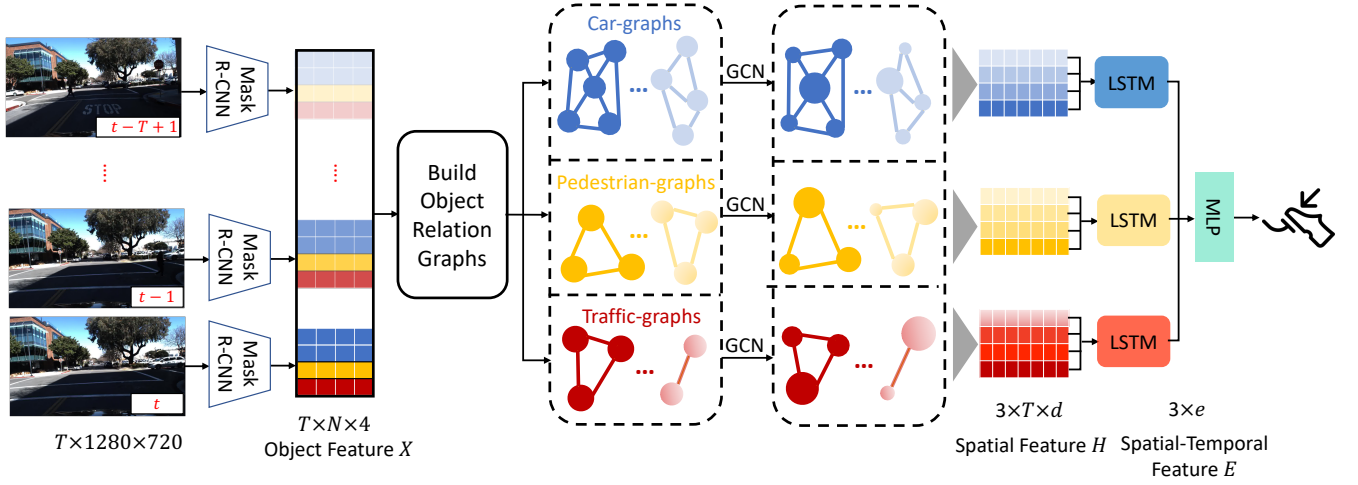 t − T + 1
Mask
R-CNN
t − 1
Mask
R-CNN
t
Mask
R-CNN
T×1280×720
T×N×4
Object Feature X
Build
Object
Relation
Graphs
Car-graphs
Pedestrian-graphs
Traffic-graphs
GCN
GCN
GCN
LSTM
LSTM
LSTM
MLP
3×T×d
Spatial Feature H
3×e
Spatial-Temporal
Feature E
STOP